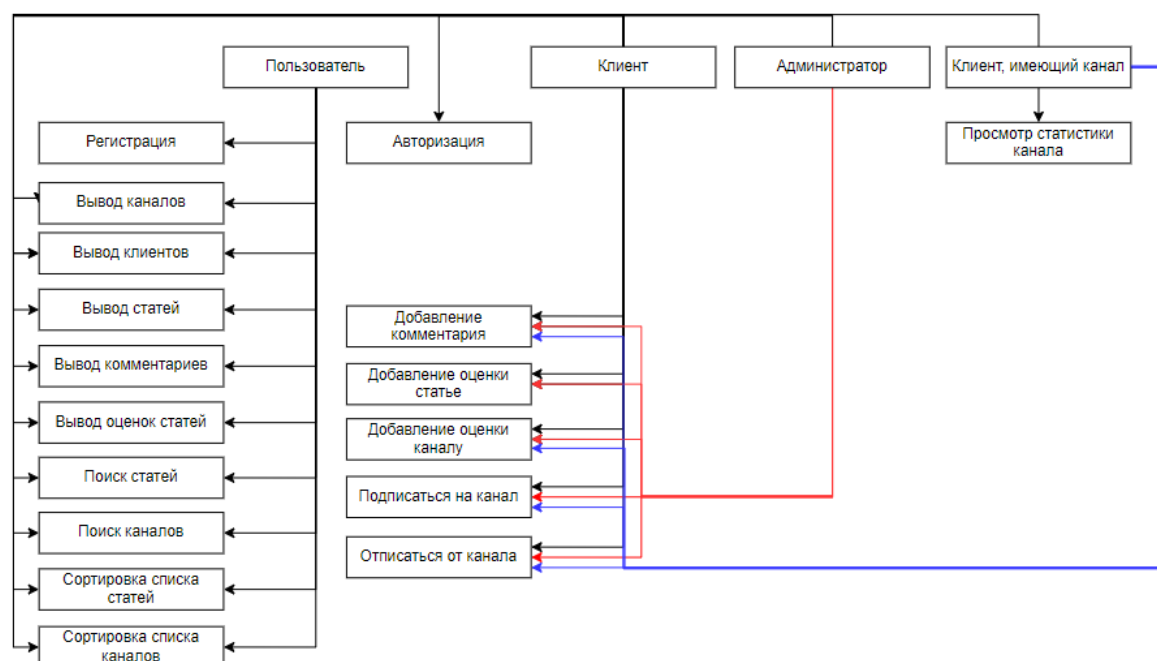 Пользователь
Клиент
Администратор
Клиент, имеющий канал
Регистрация
Авторизация
Просмотр статистики
канала
Вывод каналов
Вывод клиентов
Вывод статей
Добавление
комментария
Вывод комментариев
Добавление оценки
статье
Вывод оценок статей
Добавление оценки
каналу
Поиск статей
Подписаться на канал
Поиск каналов
Отписаться от канала
Сортировка списка
статей
Сортировка списка
каналов